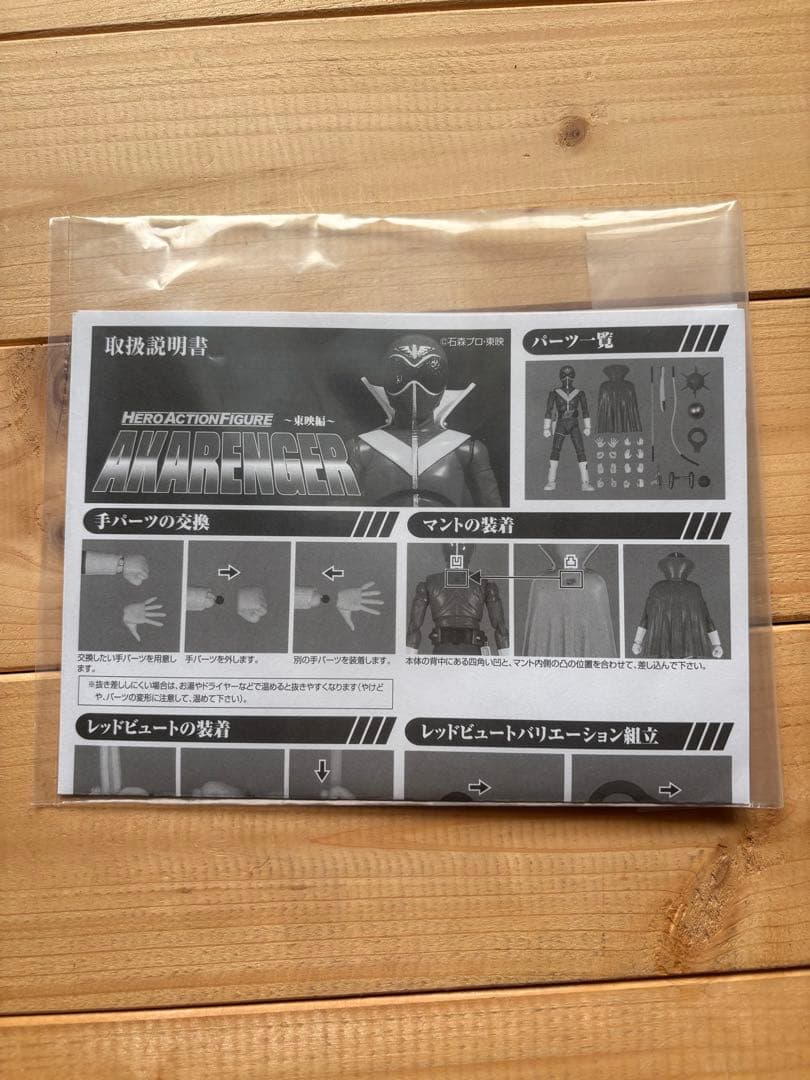 取扱説明書
©石森プロ・東映
HERO ACTION FIGURE
～東映編～
AKARENGER
パーツ一覧
手パーツの交換
交換したい手パーツを用意し
ます。
手パーツを外します。
別の手パーツを装着します。
※抜き差ししにくい場合は、お湯やドライヤーなどで温めると抜きやすくなります（やけど
や、パーツの変形に注意して、温めて下さい）。
マントの装着
凹
凸
本体の背中にある四角い凹と、マント内側の凸の位置を合わせて、差し込んで下さい。
レッドビュートの装着
レッドビュートバリエーション組立